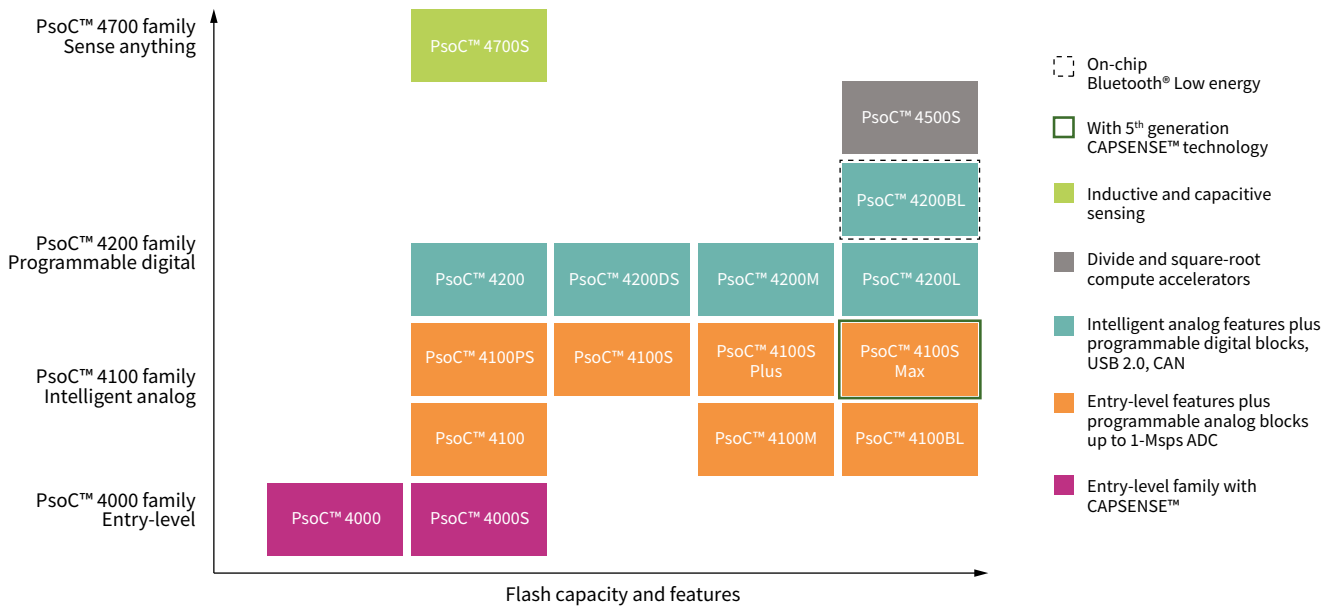 PsoC™ 4700 family
Sense anything
PsoC™ 4200 family
Programmable digital
PsoC™ 4100 family
Intelligent analog
PsoC™ 4000 family
Entry-level
PsoC™ 4700S
PsoC™ 4500S
PsoC™ 4200BL
PsoC™ 4200
PsoC™ 4200DS
PsoC™ 4200M
PsoC™ 4200L
PsoC™ 4100PS
PsoC™ 4100S
PsoC™ 4100S
Plus
PsoC™ 4100S
Max
PsoC™ 4100
PsoC™ 4100M
PsoC™ 4100BL
PsoC™ 4000
PsoC™ 4000S
Flash capacity and features
On-chip
Bluetooth® Low energy
With 5th generation
CAPSENSE™ technology
Inductive and capacitive
sensing
Divide and square-root
compute accelerators
Intelligent analog features plus
programmable digital blocks,
USB 2.0, CAN
Entry-level features plus
programmable analog blocks
up to 1-Msps ADC
Entry-level family with
CAPSENSE™